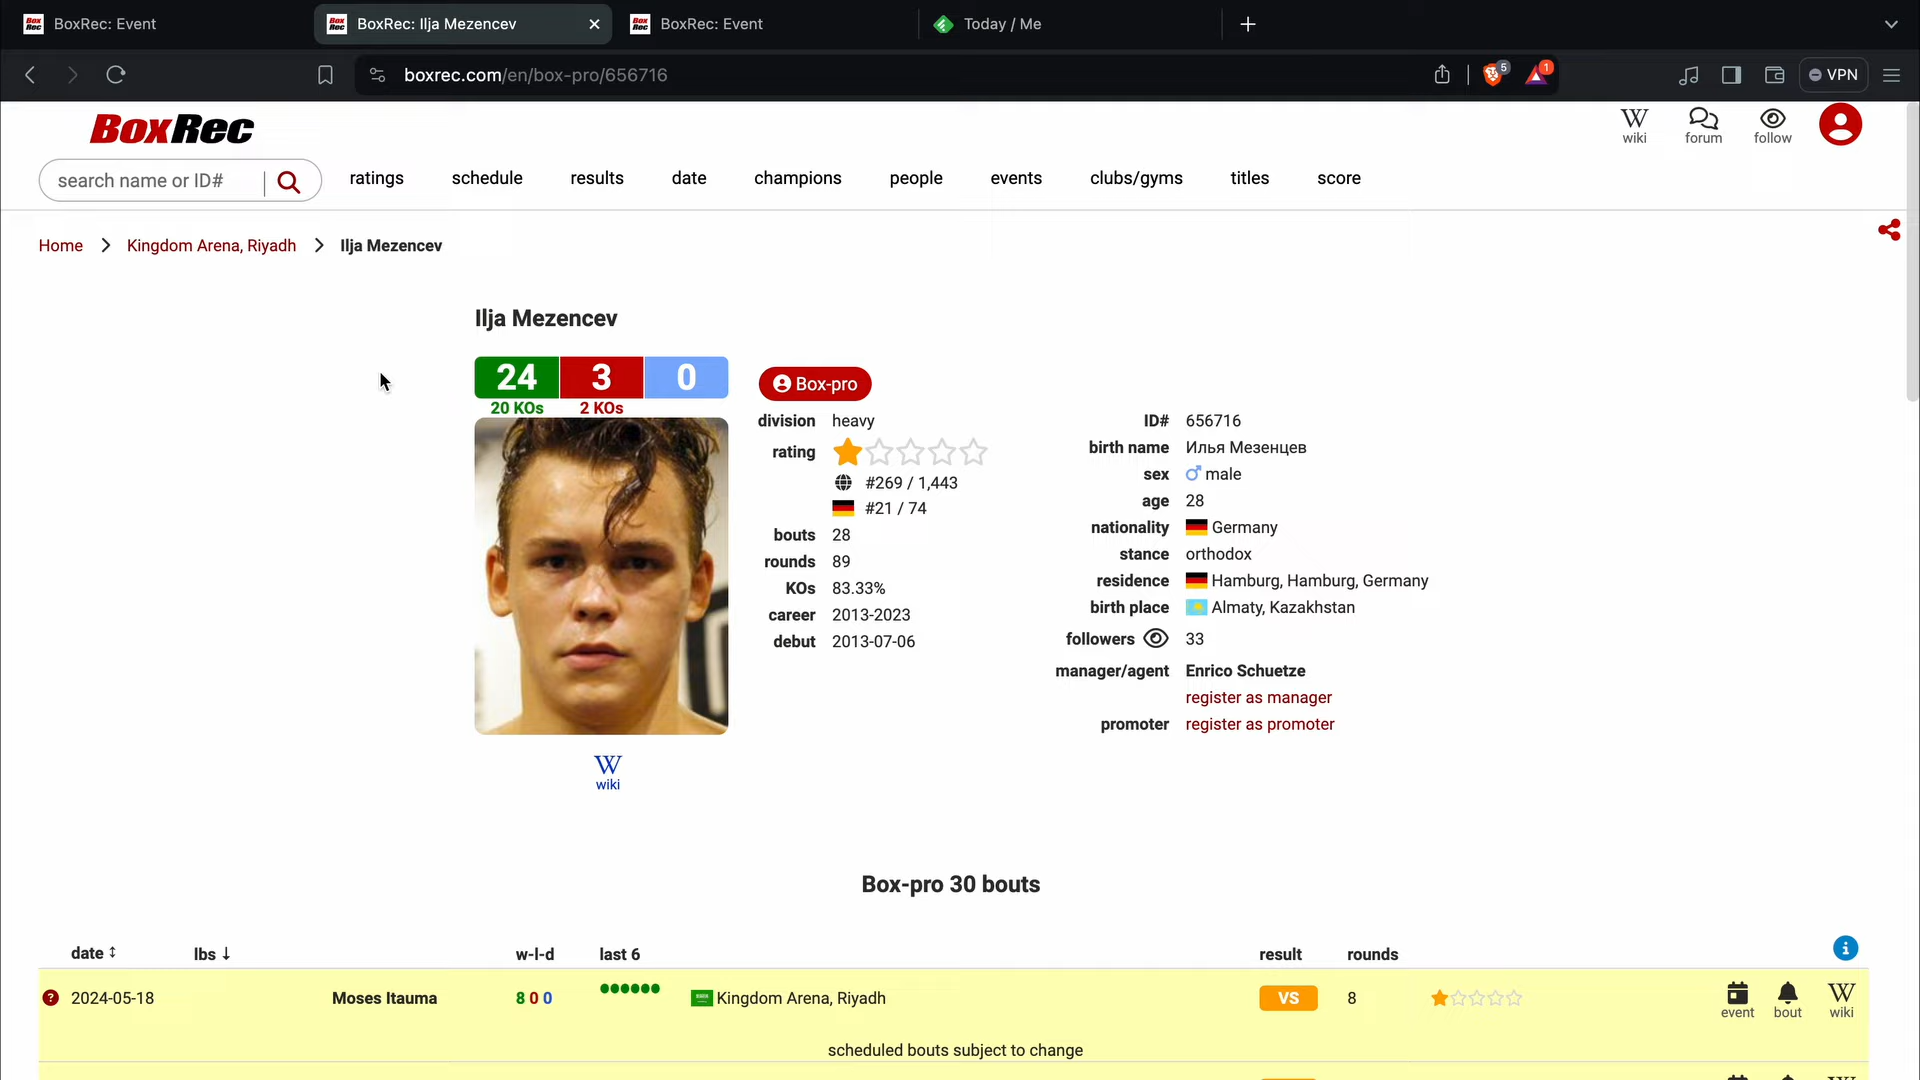 BoxRec: Event
BoxRec: Ilja Mezencev
BoxRec: Event
Today / Me
boxrec.com/en/box-pro/656716
5
1
VPN
BoxRec
wiki
forum
follow
search name or ID#
ratings
schedule
results
date
champions
people
events
clubs/gyms
titles
score
Home
Kingdom Arena, Riyadh
Ilja Mezencev
Ilja Mezencev
24 3 0
20 KOs 2 KOs
Box-pro
division heavy
rating
#269 / 1,443
#21 / 74
bouts 28
rounds 89
KOs 83.33%
career 2013-2023
debut 2013-07-06
ID# 656716
birth name Илья Мезенцев
sex male
age 28
nationality Germany
stance orthodox
residence Hamburg, Hamburg, Germany
birth place Almaty, Kazakhstan
followers 33
manager/agent Enrico Schuetze
register as manager
promoter register as promoter
W
wiki
Box-pro 30 bouts
date lbs w-l-d last 6 result rounds
2024-05-18 Moses Itauma 8 0 0 Kingdom Arena, Riyadh VS 8
event bout wiki
scheduled bouts subject to change